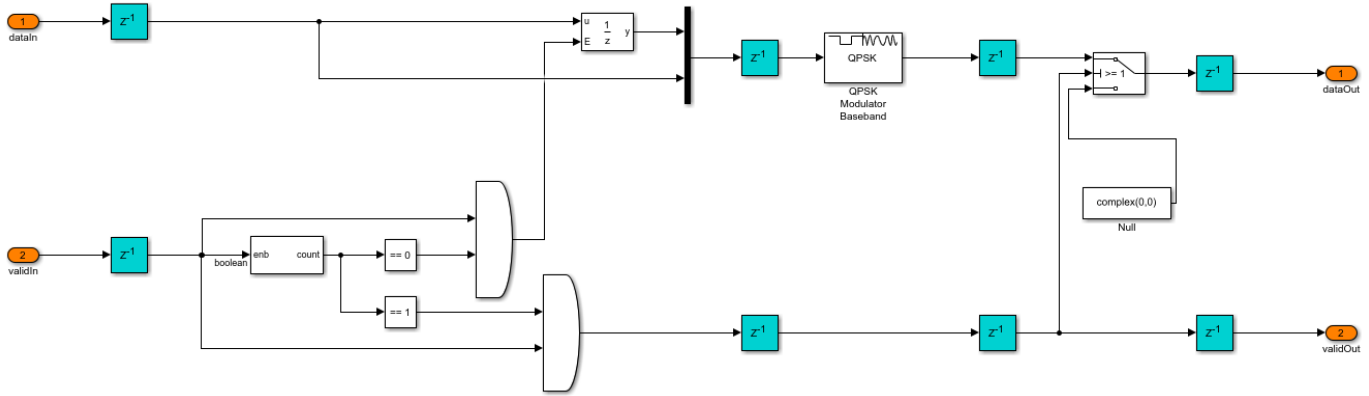 1
dataIn
z-1
u
E
1
z
y
z-1
QPSK
QPSK
Modulator
Baseband
z-1
>= 1
z-1
1
dataOut
complex(0,0)
Null
2
validIn
z-1
boolean
enb
count
== 0
== 1
z-1
z-1
z-1
2
validOut